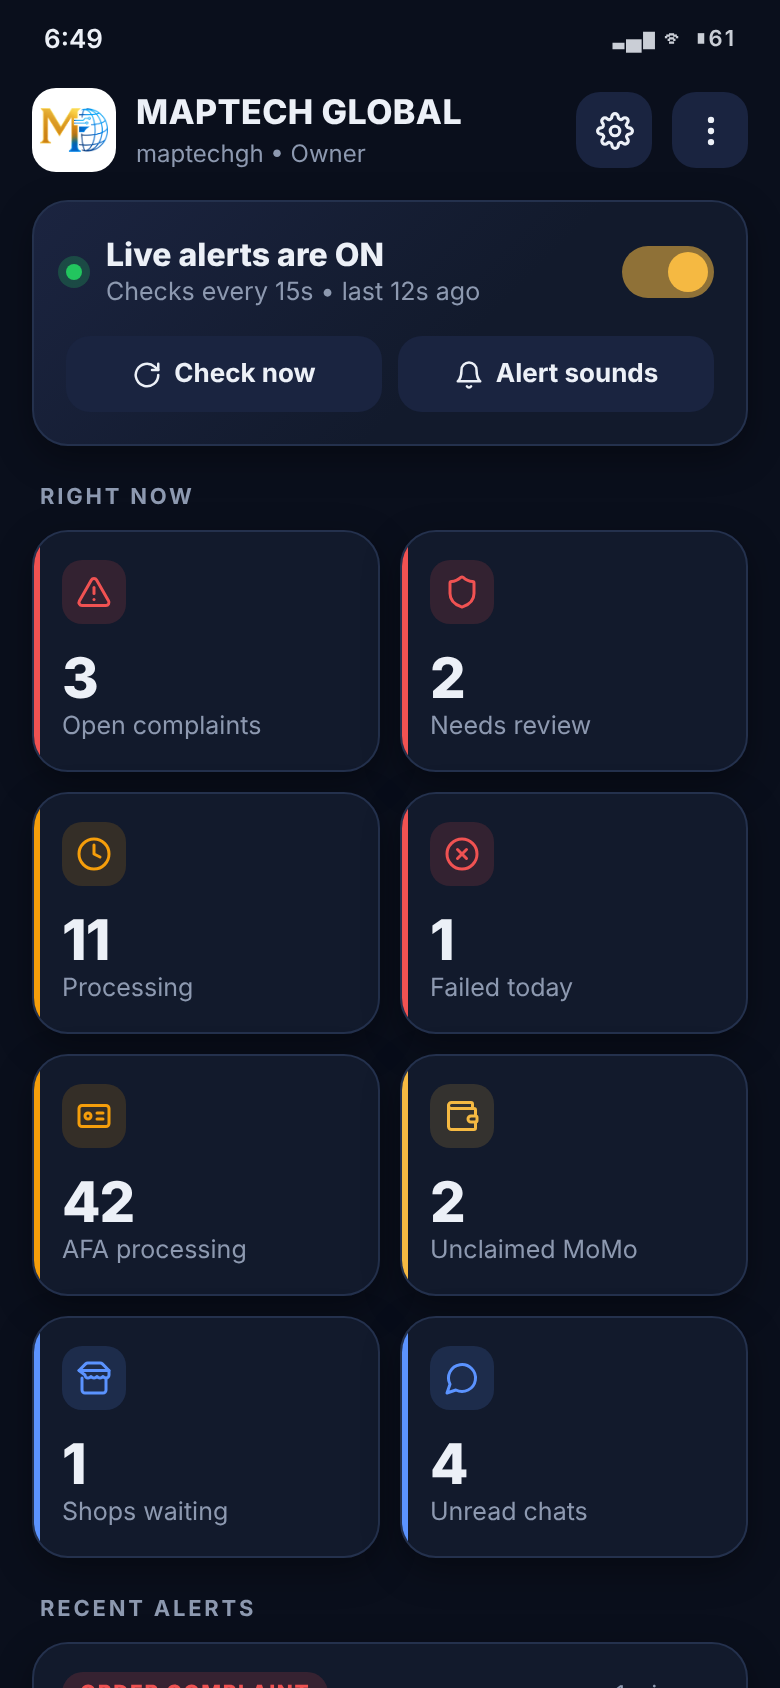 6:49
61
MAPTECH GLOBAL
maptechgh • Owner
Live alerts are ON
Checks every 15s • last 12s ago
Check now
Alert sounds
RIGHT NOW
3
Open complaints
2
Needs review
11
Processing
1
Failed today
42
AFA processing
2
Unclaimed MoMo
1
Shops waiting
4
Unread chats
RECENT ALERTS
ORDER COMPLAINT